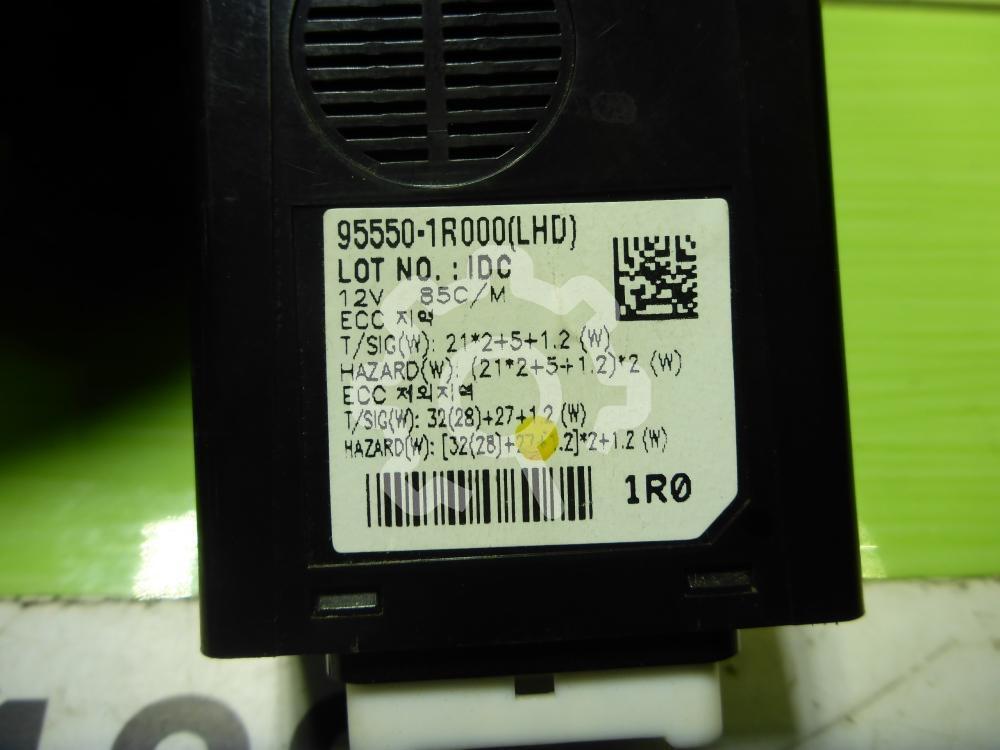 95550-1R000(LHD)
LOT NO. : IDC
12V 85C/M
ECC 지역
T/SIG(W): 21*2+5+1.2 (W)
HAZARD(W): (21*2+5+1.2)*2 (W)
ECC 제외지역
T/SIG(W): 32(28)+27+1.2 (W)
HAZARD(W): [32(28)+27+1.2]*2+1.2 (W)
1R0